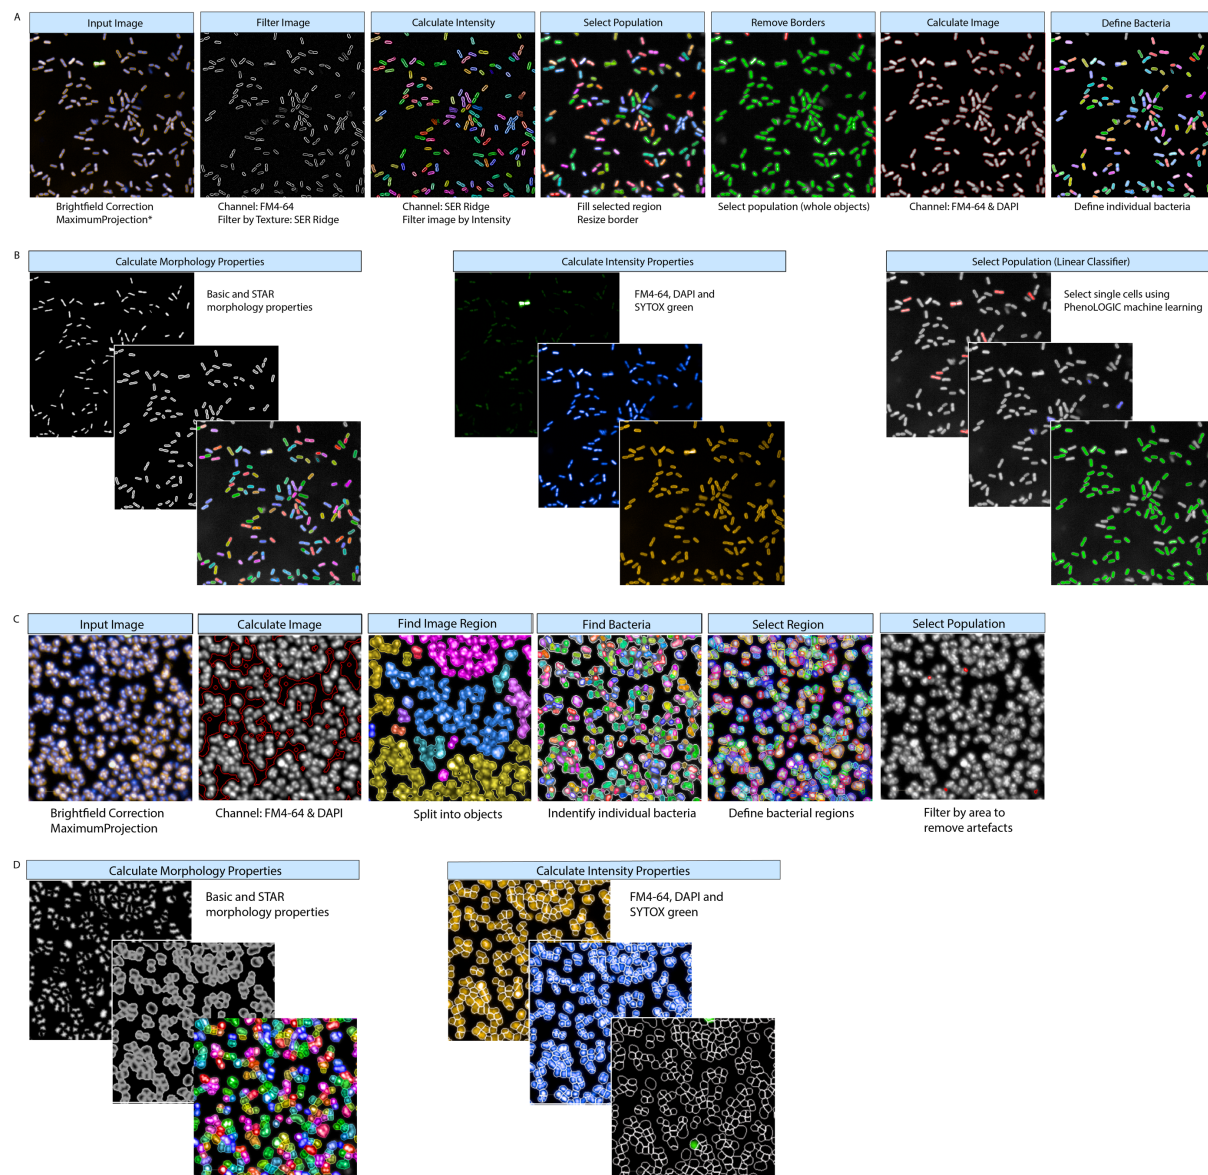 A
Input Image
Filter Image
Calculate Intensity
Select Population
Remove Borders
Calculate Image
Define Bacteria
Brightfield Correction
MaximumProjection*
Channel: FM4-64
Filter by Texture: SER Ridge
Channel: SER Ridge
Filter image by Intensity
Fill selected region
Resize border
Select population (whole objects)
Channel: FM4-64 & DAPI
Define individual bacteria
B
Calculate Morphology Properties
Basic and STAR
morphology properties
Calculate Intensity Properties
FM4-64, DAPI and
SYTOX green
Select Population (Linear Classifier)
Select single cells using
PhenoLOGIC machine learning
C
Input Image
Calculate Image
Find Image Region
Find Bacteria
Select Region
Select Population
Brightfield Correction
MaximumProjection
Channel: FM4-64 & DAPI
Split into objects
Indentify individual bacteria
Define bacterial regions
Filter by area to
remove artefacts
D
Calculate Morphology Properties
Basic and STAR
morphology properties
Calculate Intensity Properties
FM4-64, DAPI and
SYTOX green